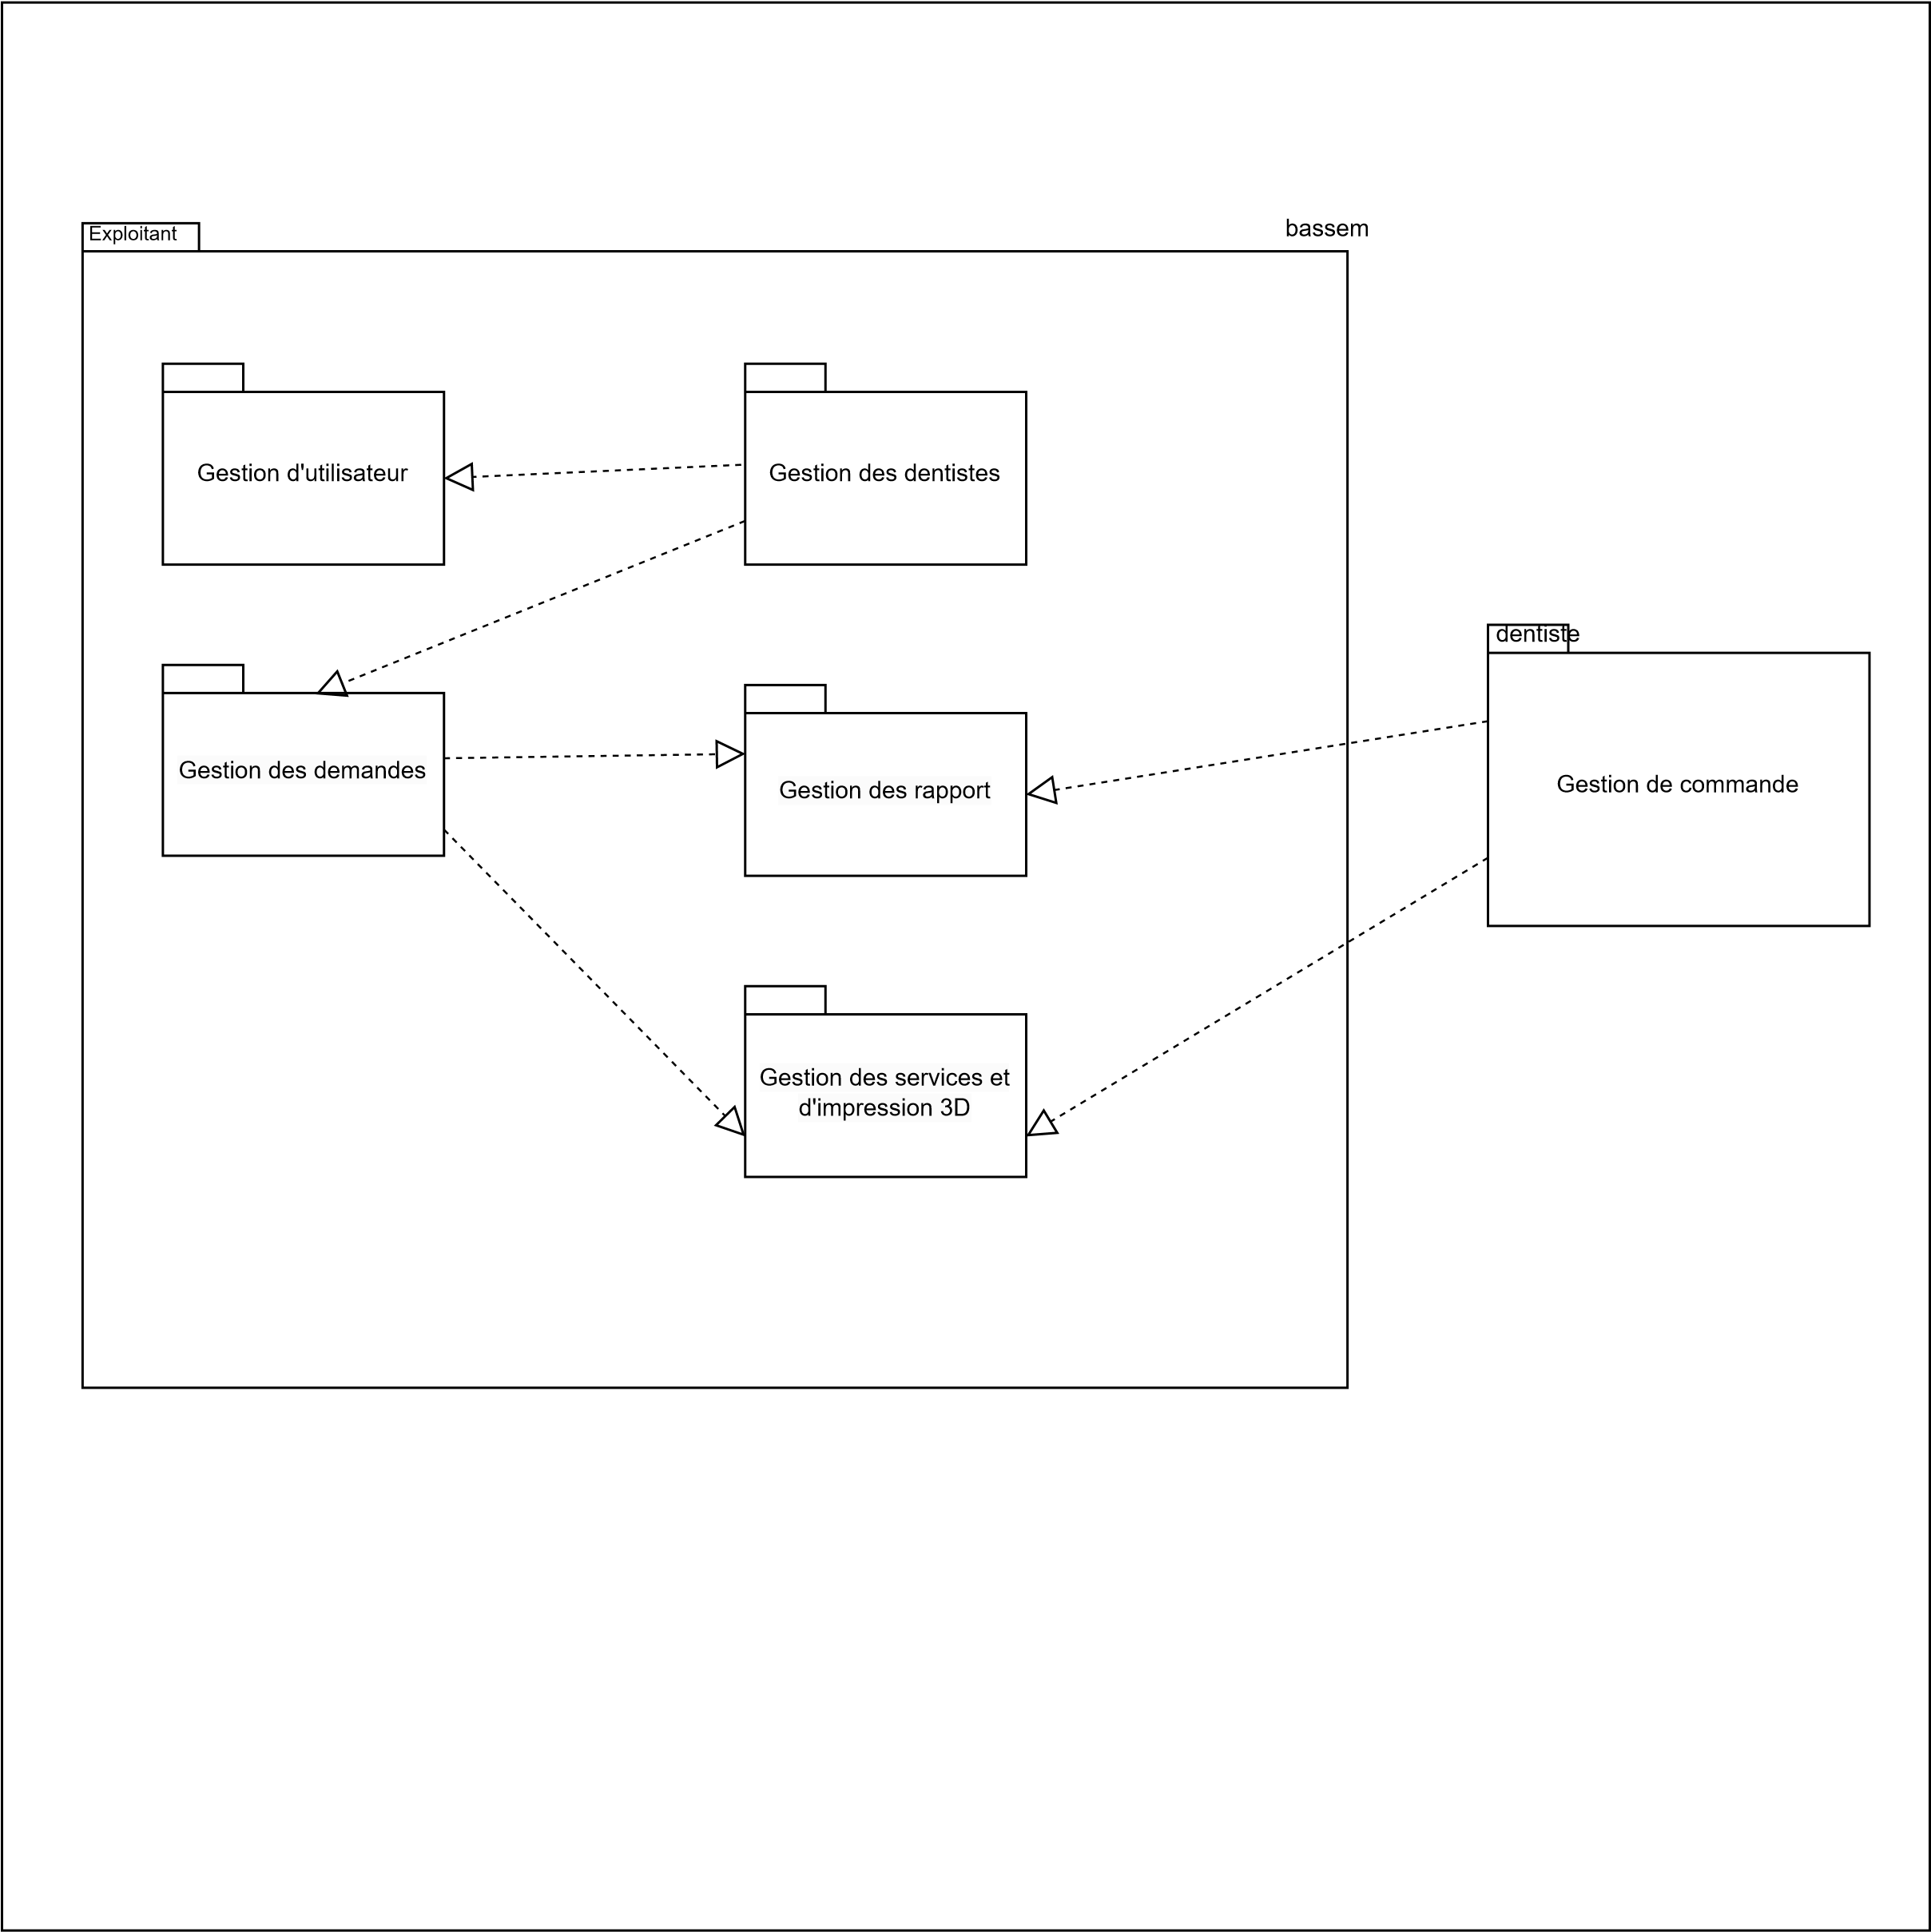 Exploitant
bassem
Gestion d'utilisateur
Gestion des dentistes
dentiste
Gestion des demandes
Gestion des rapport
Gestion de commande
Gestion des services et
d'impression 3D